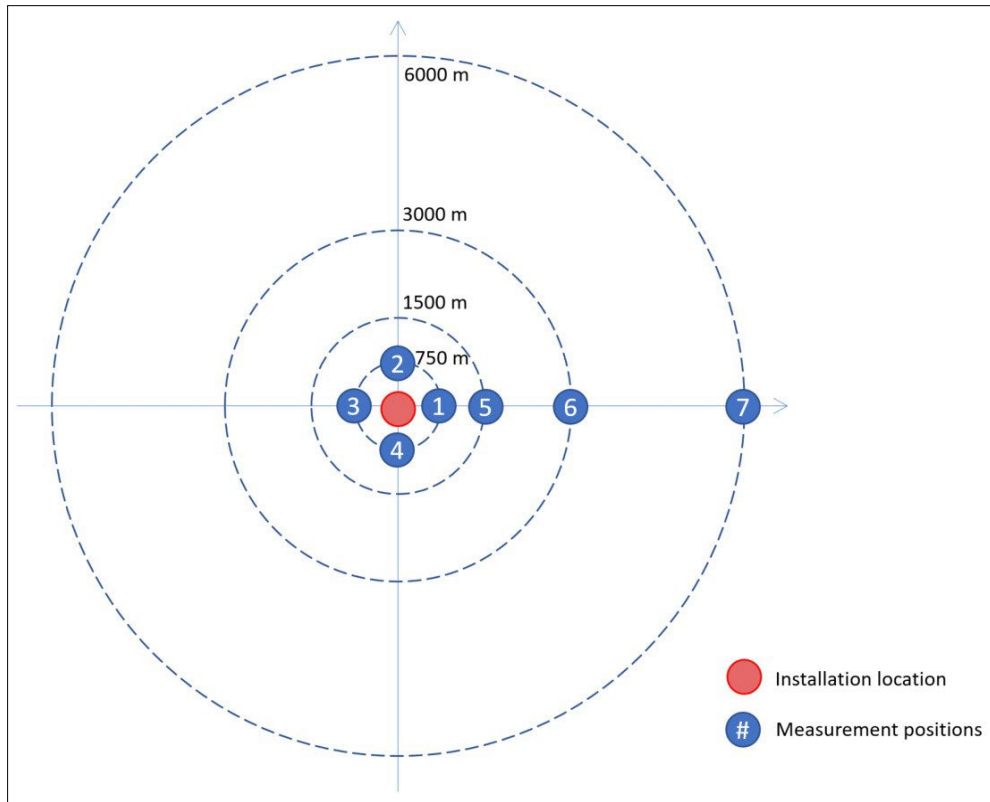 6000 m
3000 m
1500 m
750 m
2
3
1
5
6
7
4
Installation location
# Measurement positions